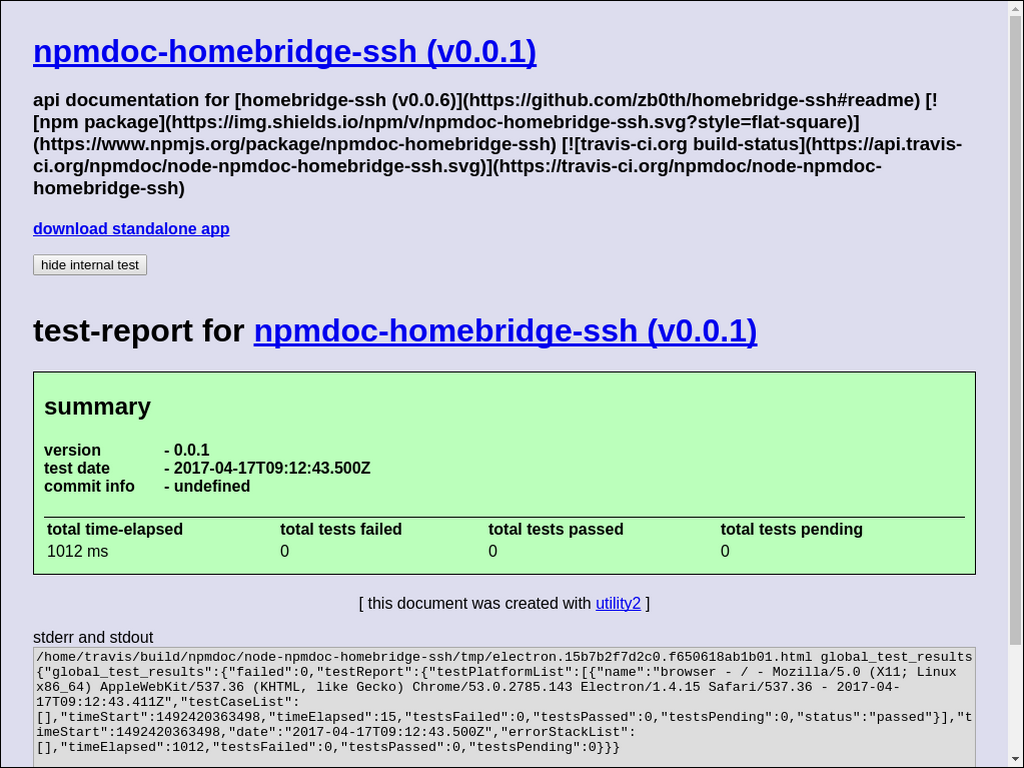 npmdoc-homebridge-ssh (v0.0.1)
api documentation for [homebridge-ssh (v0.0.6)](https://github.com/zb0th/homebridge-ssh#readme) [!
[npm package](https://img.shields.io/npm/v/npmdoc-homebridge-ssh.svg?style=flat-square)]
(https://www.npmjs.org/package/npmdoc-homebridge-ssh) [![travis-ci.org build-status](https://api.travis-
ci.org/npmdoc/node-npmdoc-homebridge-ssh.svg)](https://travis-ci.org/npmdoc/node-npmdoc-
homebridge-ssh)
download standalone app
hide internal test
test-report for npmdoc-homebridge-ssh (v0.0.1)
summary
version - 0.0.1
test date - 2017-04-17T09:12:43.500Z
commit info - undefined
total time-elapsed total tests failed total tests passed total tests pending
1012 ms 0 0 0
[ this document was created with utility2 ]
stderr and stdout
/home/travis/build/npmdoc/node-npmdoc-homebridge-ssh/tmp/electron.15b7b2f7d2c0.f650618ab1b01.html global_test_results
{"global_test_results":{"failed":0,"testReport":{"testPlatformList":[{"name":"browser - / - Mozilla/5.0 (X11; Linux
x86_64) AppleWebKit/537.36 (KHTML, like Gecko) Chrome/53.0.2785.143 Electron/1.4.15 Safari/537.36 - 2017-04-
17T09:12:43.411Z","testCaseList":
[],"timeStart":1492420363498,"timeElapsed":15,"testsFailed":0,"testsPassed":0,"testsPending":0,"status":"passed"}],"t
imeStart":1492420363498,"date":"2017-04-17T09:12:43.500Z","errorStackList":
[],"timeElapsed":1012,"testsFailed":0,"testsPassed":0,"testsPending":0}}}